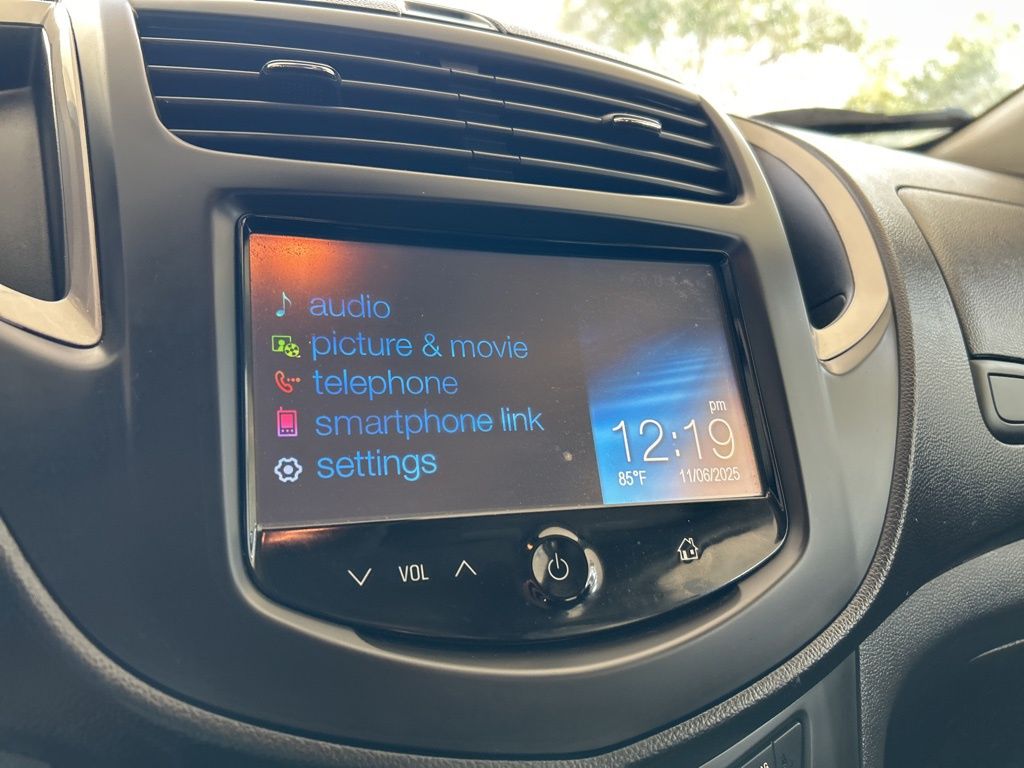 audio
picture & movie
telephone
smartphone link
settings
pm
12:19
85°F 11/06/2025
VOL